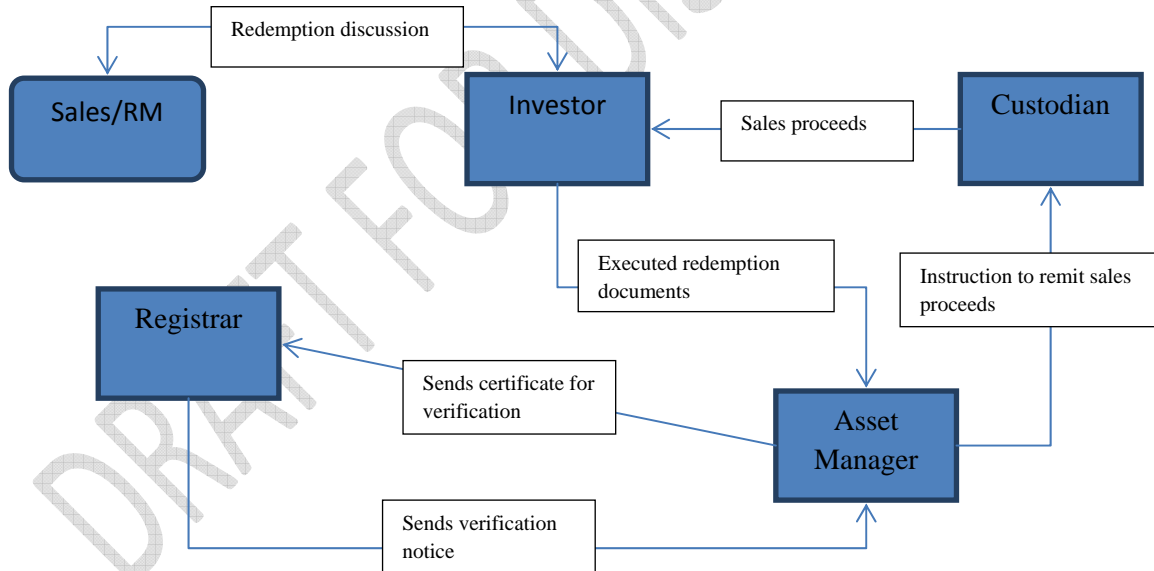 Redemption discussion
Sales/RM
Investor
Custodian
Sales proceeds
Executed redemption
documents
Instruction to remit sales
proceeds
Registrar
Sends certificate for
verification
Asset
Manager
Sends verification
notice
DRAFT FOR